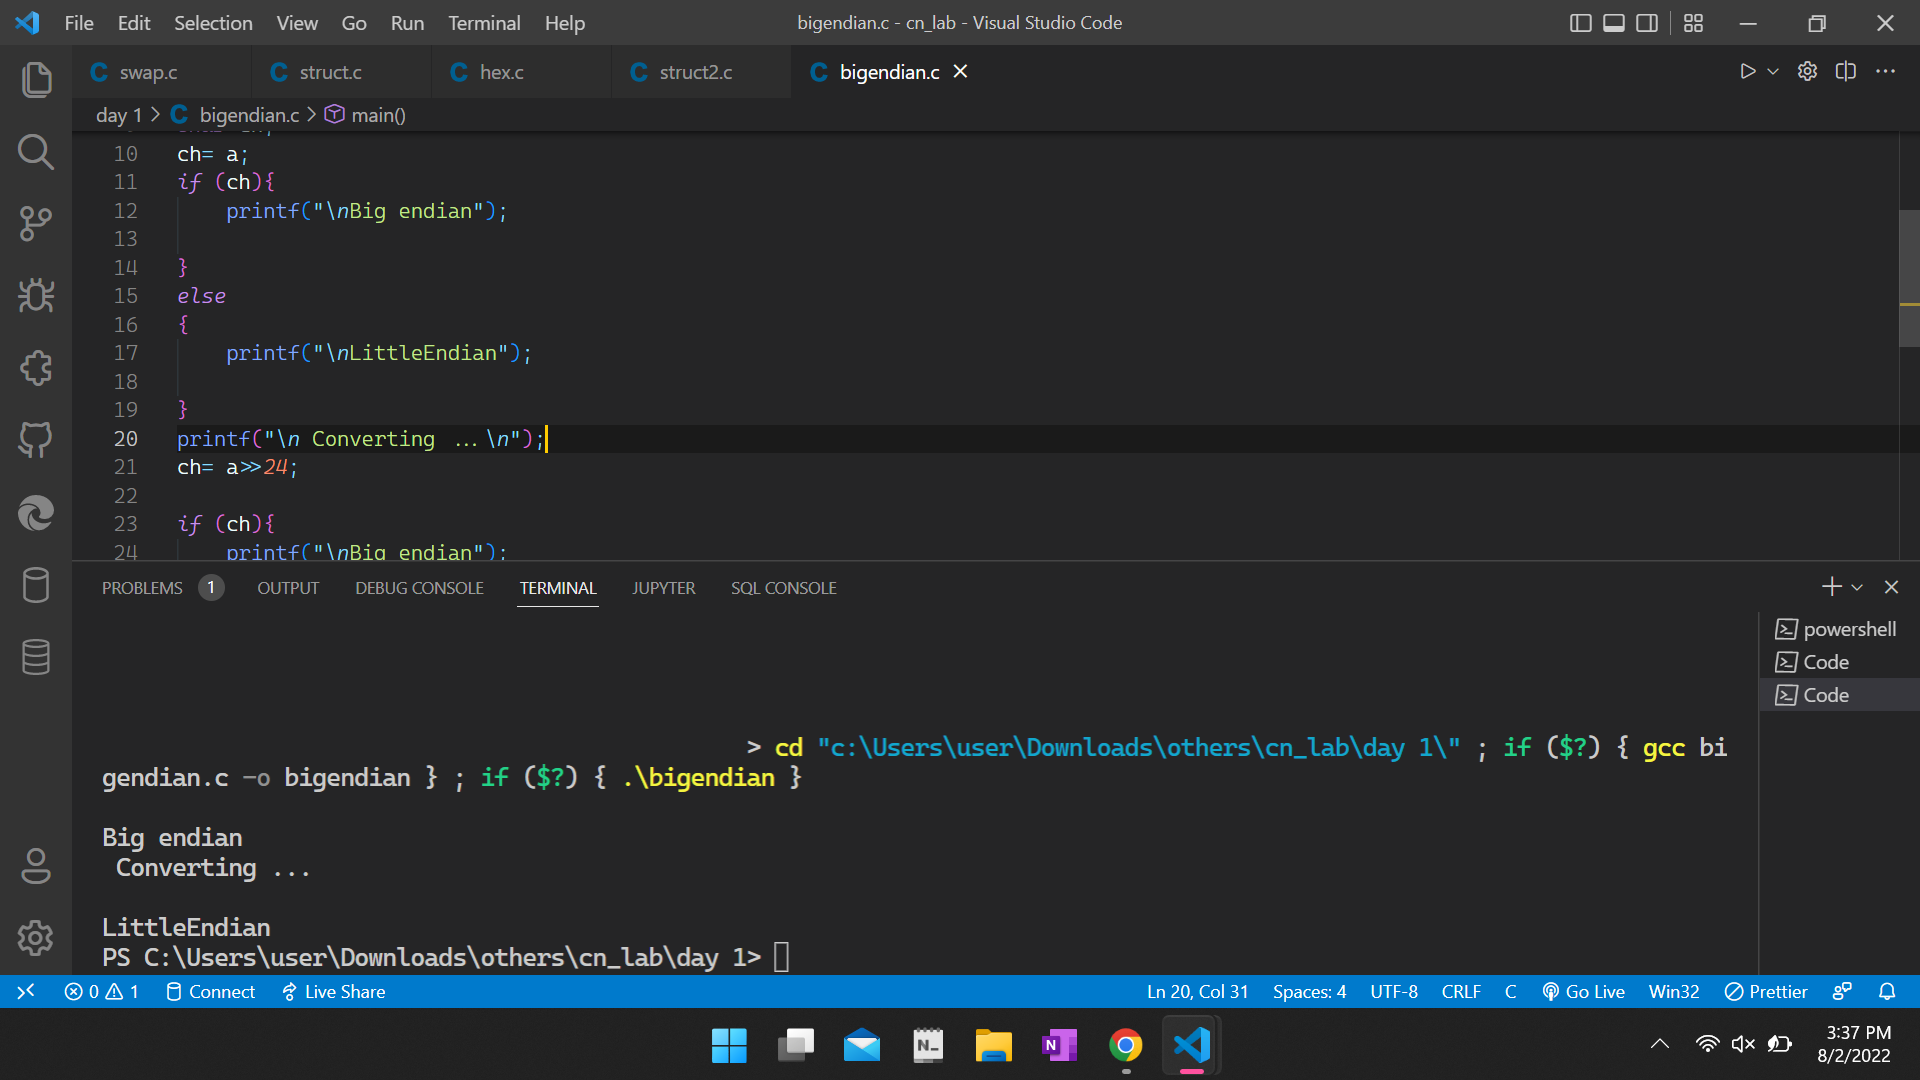 File Edit Selection View Go Run Terminal Help bigendian.c - cn_lab - Visual Studio Code
C swap.c C struct.c C hex.c C struct2.c C bigendian.c
day 1 > C bigendian.c > main()
10 ch= a;
11 if (ch){
12 printf("\nBig endian");
13
14 }
15 else
16 {
17 printf("\nLittleEndian");
18
19 }
20 printf("\n Converting ...\n");
21 ch= a>>24;
22
23 if (ch){
24 printf("\nBig endian");
PROBLEMS 1 OUTPUT DEBUG CONSOLE TERMINAL JUPYTER SQL CONSOLE
powershell
Code
Code
> cd "c:\Users\user\Downloads\others\cn_lab\day 1\" ; if ($?) { gcc bi
gendian.c -o bigendian } ; if ($?) { .\bigendian }
Big endian
Converting ...
LittleEndian
PS C:\Users\user\Downloads\others\cn_lab\day 1>
0 1 Connect Live Share Ln 20, Col 31 Spaces: 4 UTF-8 CRLF C Go Live Win32 Prettier
3:37 PM
8/2/2022